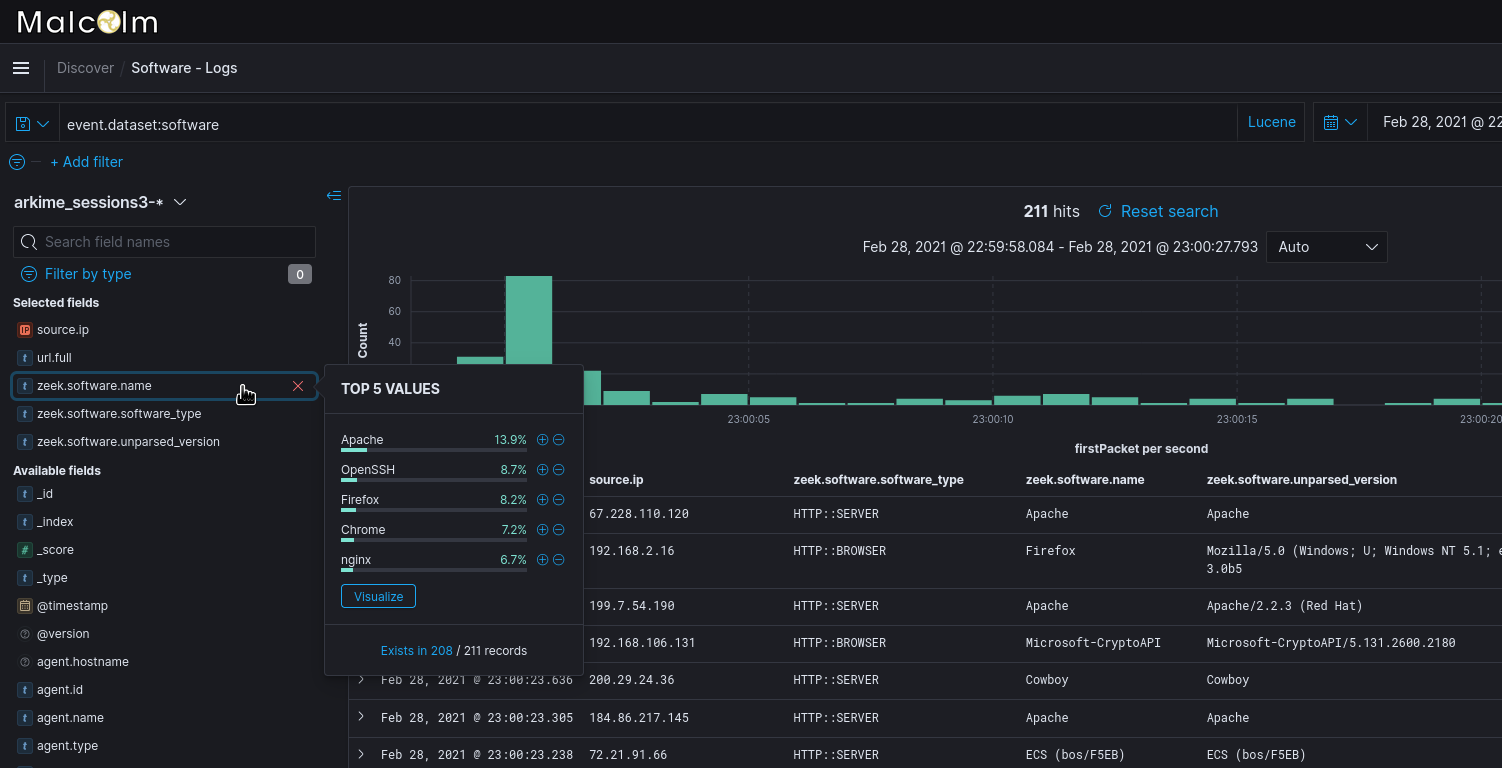 Malcolm
Discover / Software - Logs
event.dataset:software
Lucene
Feb 28, 2021 @ 22
+ Add filter
arkime_sessions3-*
Search field names
Filter by type
0
Selected fields
source.ip
url.full
zeek.software.name
zeek.software.software_type
zeek.software.unparsed_version
Available fields
_id
_index
_score
_type
@timestamp
@version
agent.hostname
agent.id
agent.name
agent.type
TOP 5 VALUES
Apache 13.9%
OpenSSH 8.7%
Firefox 8.2%
Chrome 7.2%
nginx 6.7%
Visualize
Exists in 208 / 211 records
211 hits
Reset search
Feb 28, 2021 @ 22:59:58.084 - Feb 28, 2021 @ 23:00:27.793
Auto
80
60
40
Count
23:00:05 23:00:10 23:00:15 23:00:20
firstPacket per second
source.ip zeek.software.software_type zeek.software.name zeek.software.unparsed_version
67.228.110.120 HTTP::SERVER Apache Apache
192.168.2.16 HTTP::BROWSER Firefox Mozilla/5.0 (Windows; U; Windows NT 5.1; e
3.0b5
199.7.54.190 HTTP::SERVER Apache Apache/2.2.3 (Red Hat)
192.168.106.131 HTTP::BROWSER Microsoft-CryptoAPI Microsoft-CryptoAPI/5.131.2600.2180
Feb 28, 2021 @ 23:00:23.636 200.29.24.36 HTTP::SERVER Cowboy Cowboy
Feb 28, 2021 @ 23:00:23.305 184.86.217.145 HTTP::SERVER Apache Apache
Feb 28, 2021 @ 23:00:23.238 72.21.91.66 HTTP::SERVER ECS (bos/F5EB) ECS (bos/F5EB)